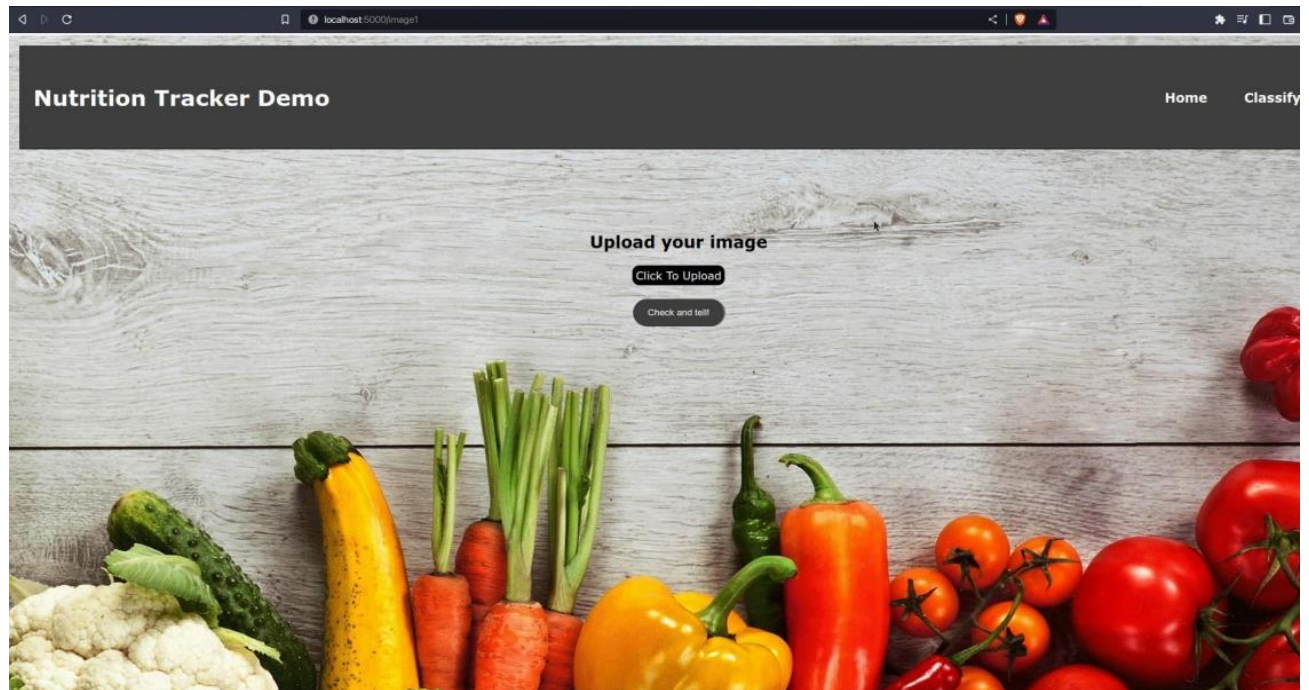 localhost:5000/image1
Nutrition Tracker Demo
Home
Classify
Upload your image
Click To Upload
Check and tell!